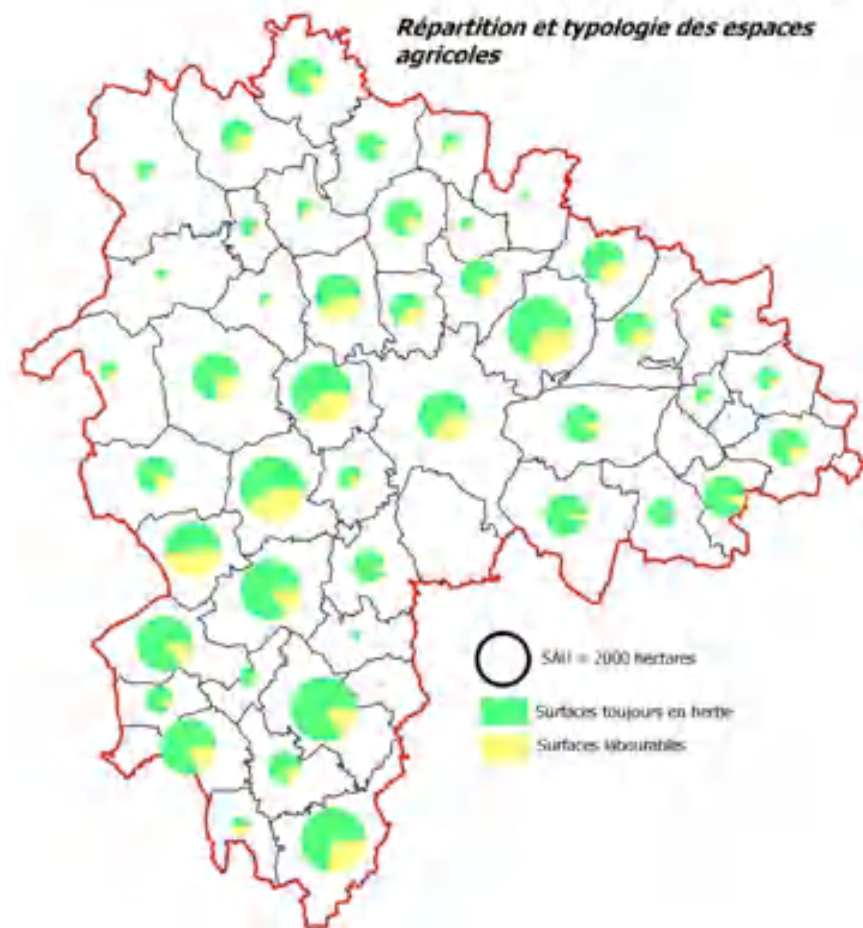 Répartition et typologie des espaces
agricoles
SAU = 2000 hectares
Surfaces toujours en herbe
Surfaces labourables